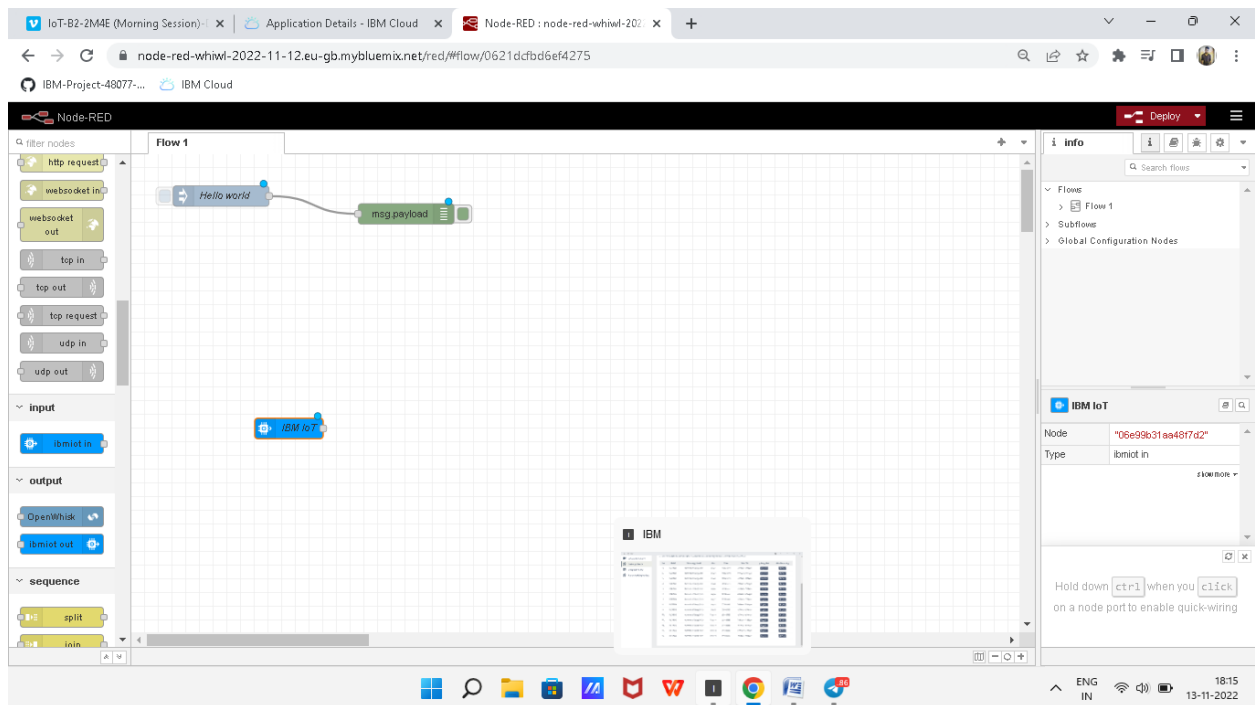 IoT-B2-2M4E (Morning Session)-
Application Details - IBM Cloud
Node-RED : node-red-whiwl-202
node-red-whiwl-2022-11-12.eu-gb.mybluemix.net/red/#flow/0621dcfbd6ef4275
IBM-Project-48077-...
IBM Cloud
Node-RED
Deploy
filter nodes
Flow 1
i info
i
http request
Search flows
websocket in
Hello world
Flows
websocket
out
msg.payload
Flow 1
Subflows
Global Configuration Nodes
tcp in
tcp out
tcp request
udp in
udp out
input
IBM IoT
IBM IoT
Node
"06e99b31aa48f7d2"
ibmiot in
Type
ibmiot in
show more
output
OpenWhisk
IBM
ibmiot out
sequence
Hold down ctrl when you click
on a node port to enable quick-wiring
split
join
86
ENG
IN
18:15
13-11-2022